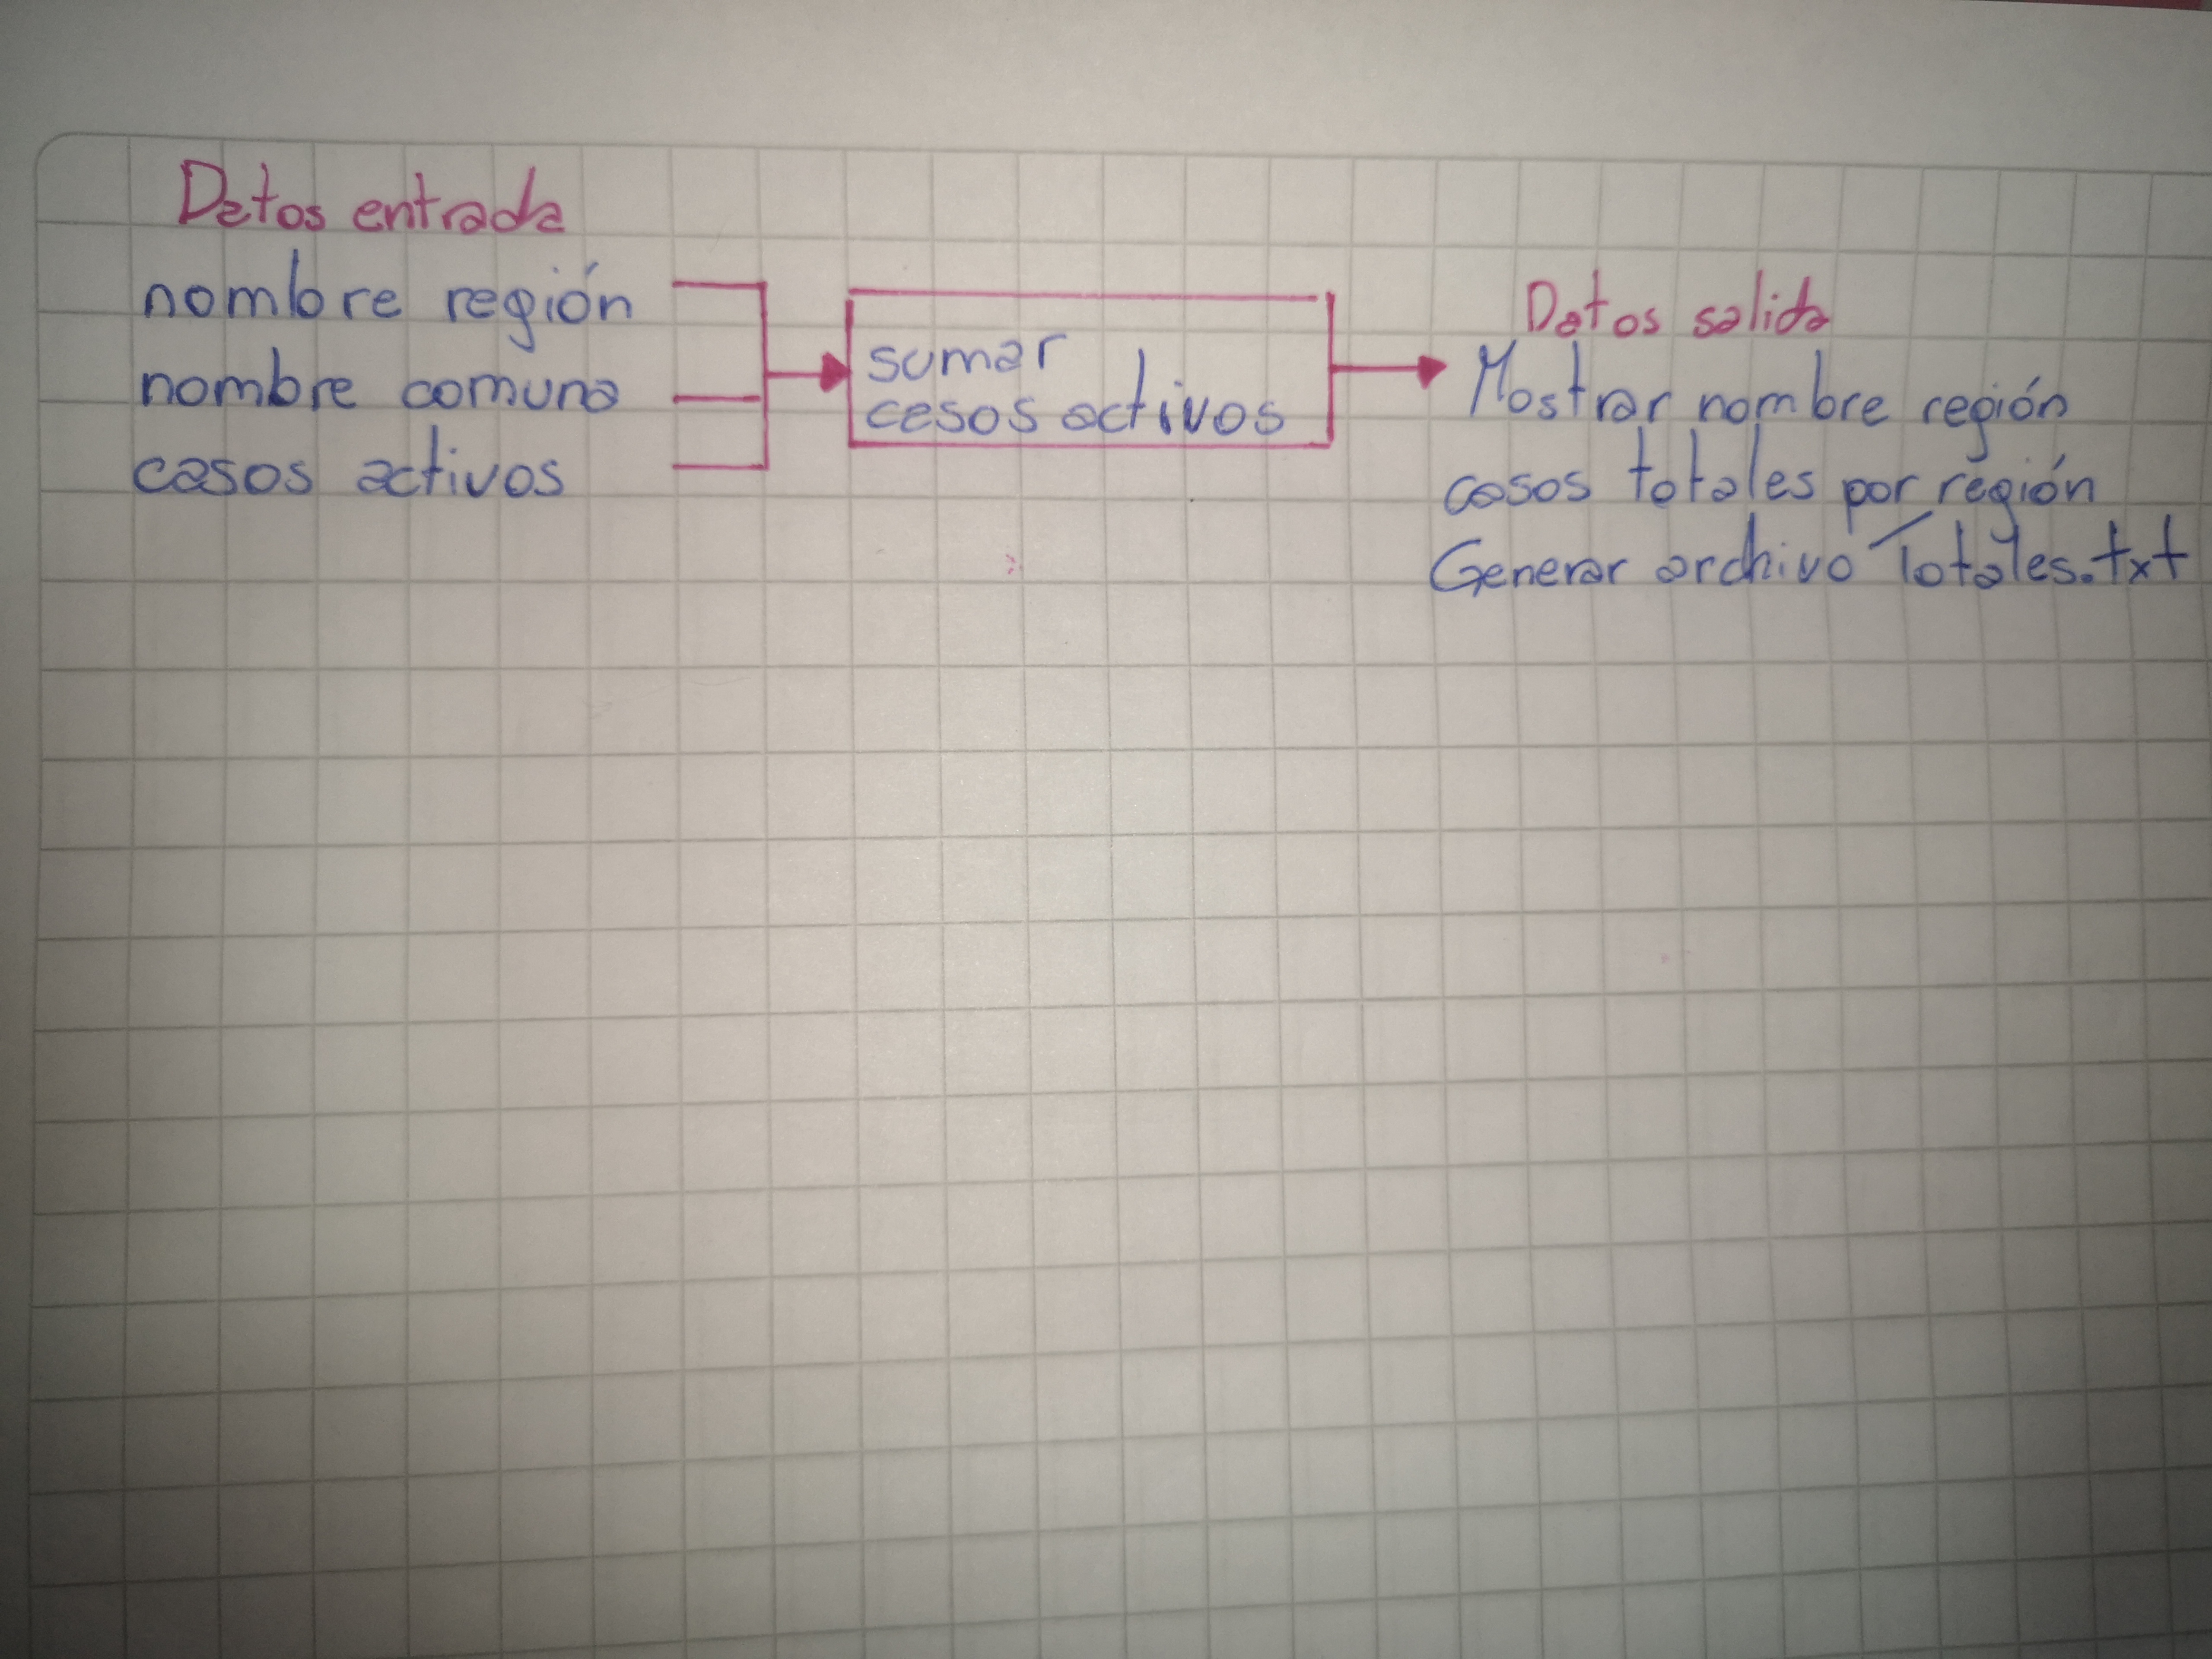 Datos entrada
nombre región
nombre comuna
casos activos
sumar
casos activos
Datos salida
Mostrar nombre región
casos totales por región
Generar archivo Totales.txt